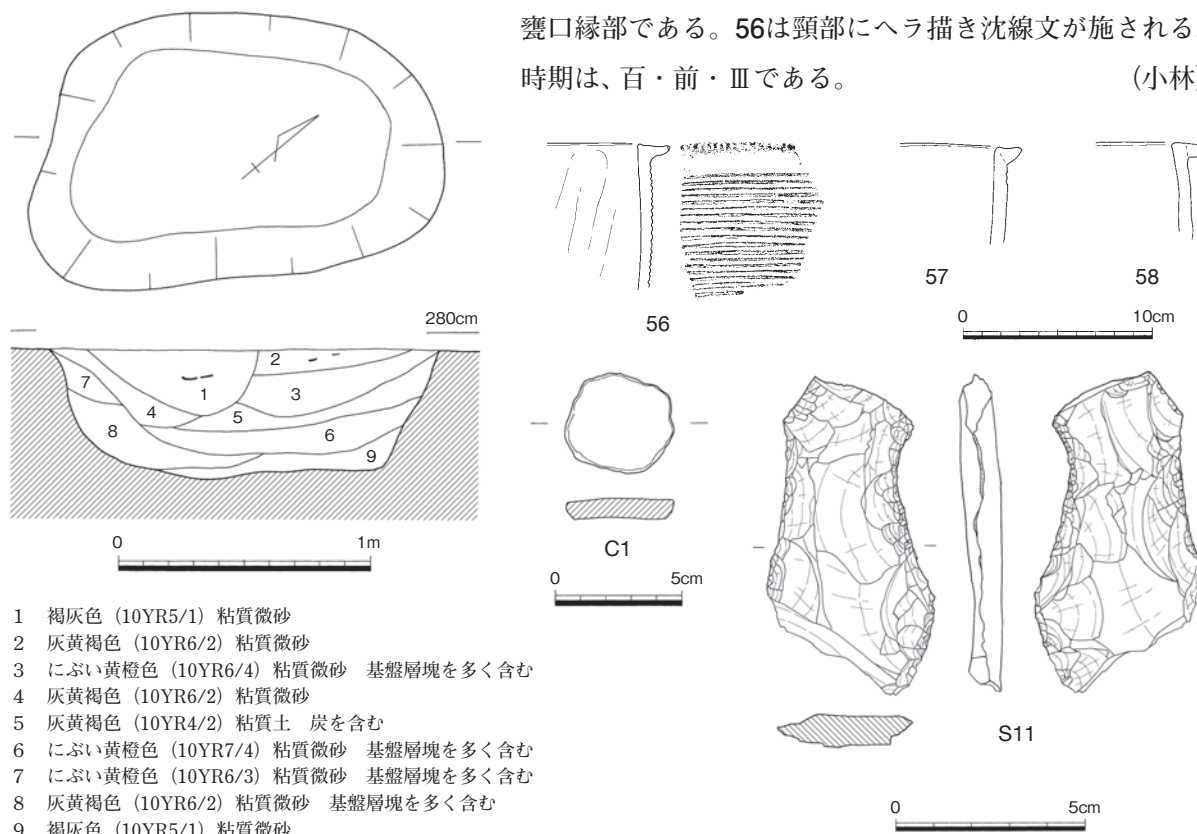 甕口縁部である。56は頸部にヘラ描き沈線文が施される。
時期は、百・前・Ⅲである。 (小林)
56
57
58
0 10cm
280cm
1
2
3
4
5
6
7
8
9
0 1m
C1
0 5cm
S11
0 5cm
1 褐灰色（10YR5/1）粘質微砂
2 灰黄褐色（10YR6/2）粘質微砂
3 にぶい黄橙色（10YR6/4）粘質微砂 基盤層塊を多く含む
4 灰黄褐色（10YR6/2）粘質微砂
5 灰黄褐色（10YR4/2）粘質土 炭を含む
6 にぶい黄橙色（10YR7/4）粘質微砂 基盤層塊を多く含む
7 にぶい黄橙色（10YR6/3）粘質微砂 基盤層塊を多く含む
8 灰黄褐色（10YR6/2）粘質微砂 基盤層塊を多く含む
9 褐灰色（10YR5/1）粘質微砂